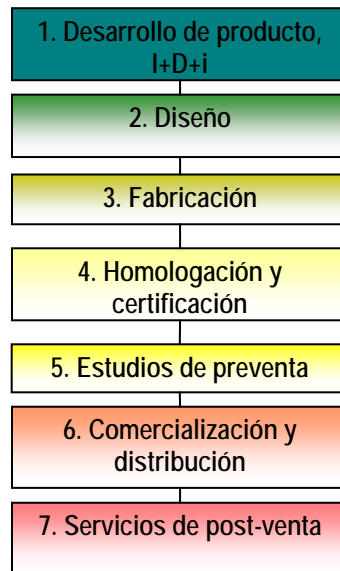 1. Desarrollo de producto,
I+D+i
2. Diseño
3. Fabricación
4. Homologación y
certificación
5. Estudios de preventa
6. Comercialización y
distribución
7. Servicios de post-venta